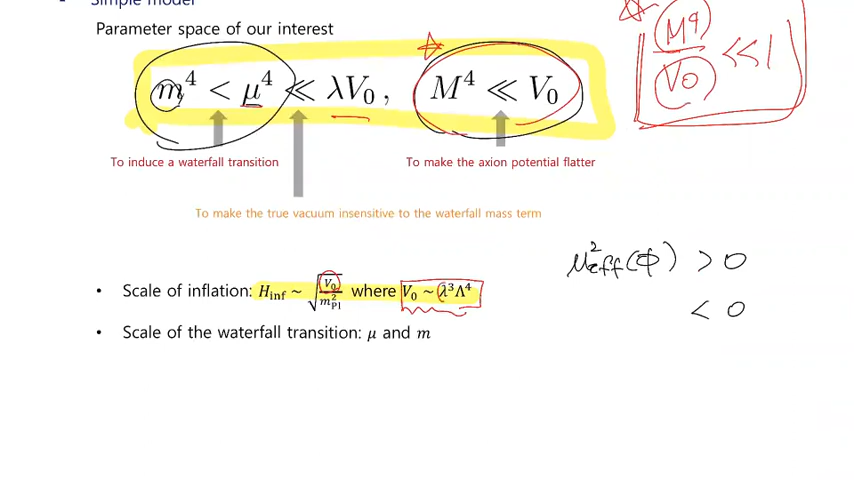 - Simple model
Parameter space of our interest
m⁴ < μ⁴ ≪ λV₀ , M⁴ ≪ V₀
M⁴/V₀ ≪ 1
To induce a waterfall transition
To make the axion potential flatter
To make the true vacuum insensitive to the waterfall mass term
μ²eff(φ) > 0
< 0
• Scale of inflation: H_inf ~ √(V₀/m²_Pl) where V₀ ~ λ³Λ⁴
• Scale of the waterfall transition: μ and m